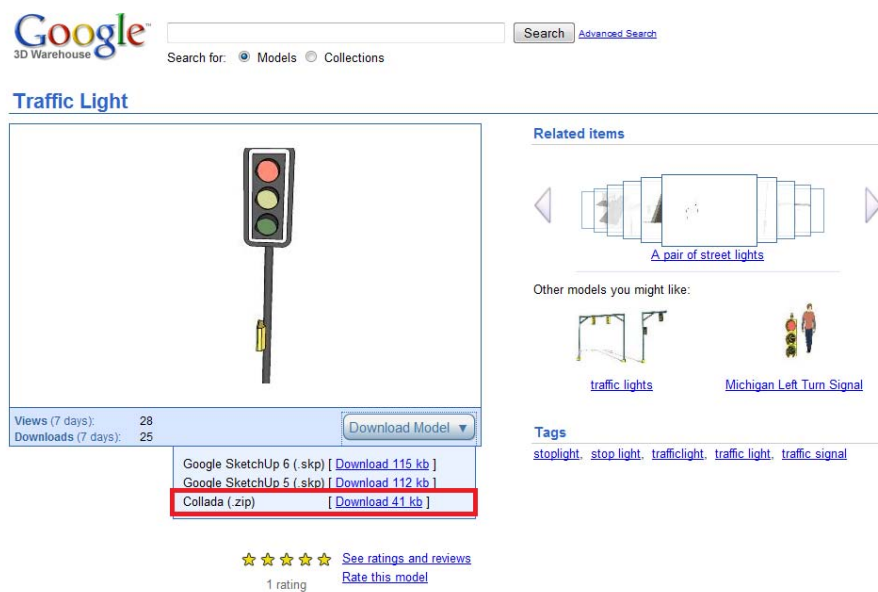 Google™
3D Warehouse
Search Advanced Search
Search for: Models Collections
Traffic Light
Related items
A pair of street lights
Other models you might like:
traffic lights Michigan Left Turn Signal
Views (7 days): 28
Downloads (7 days): 25
Download Model ▼
Tags
stoplight, stop light, trafficlight, traffic light, traffic signal
Google SketchUp 6 (.skp) [ Download 115 kb ]
Google SketchUp 5 (.skp) [ Download 112 kb ]
Collada (.zip) [ Download 41 kb ]
See ratings and reviews
1 rating Rate this model